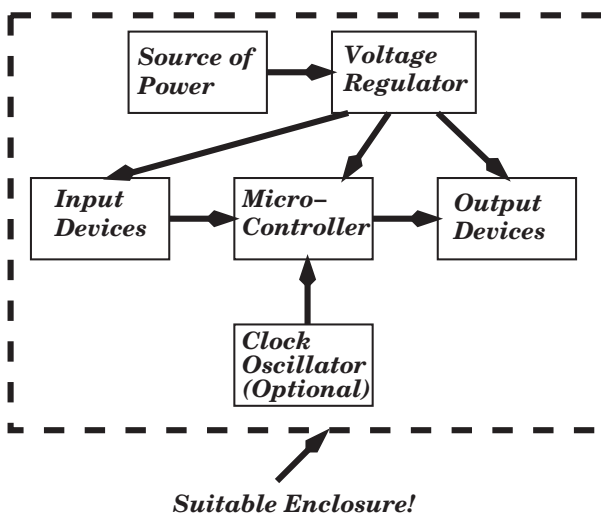 Source of
Power
Voltage
Regulator
Input
Devices
Micro–
Controller
Output
Devices
Clock
Oscillator
(Optional)
Suitable Enclosure!